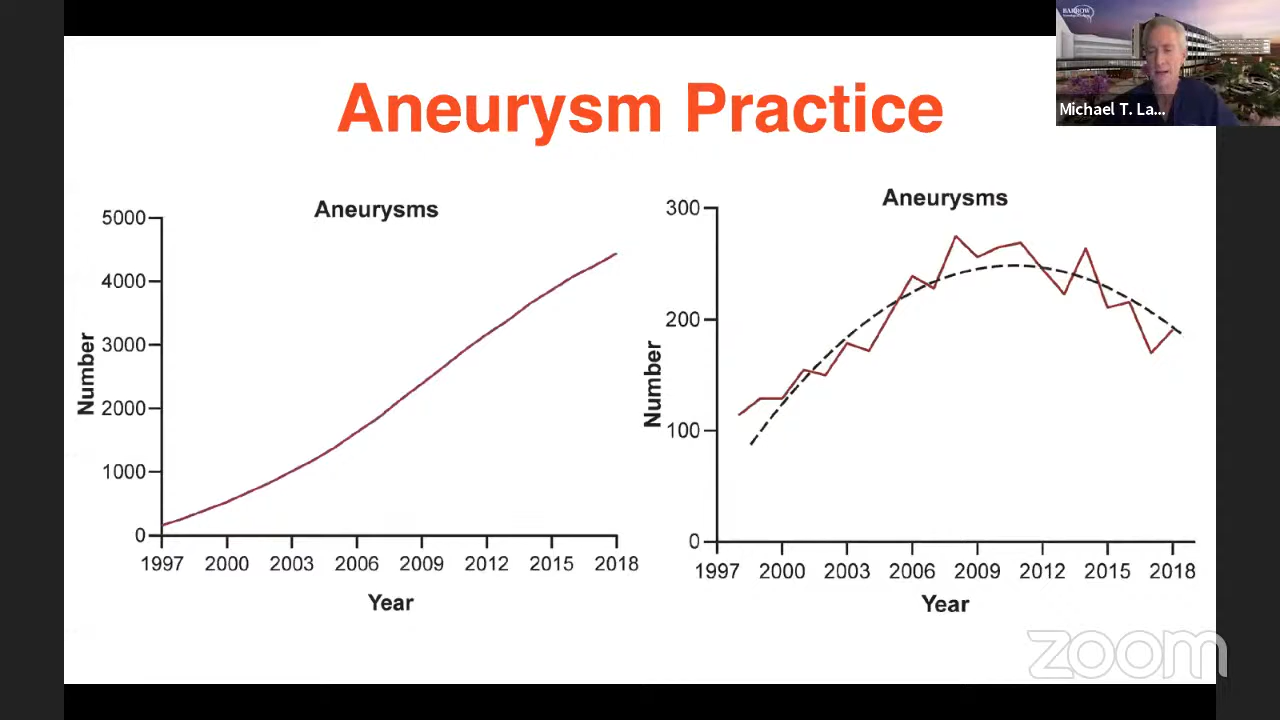 BARROW
Michael T. La...
Aneurysm Practice
Aneurysms
5000
4000
3000
2000
1000
0
Number
1997 2000 2003 2006 2009 2012 2015 2018
Year
Aneurysms
300
200
100
0
Number
1997 2000 2003 2006 2009 2012 2015 2018
Year
zoom